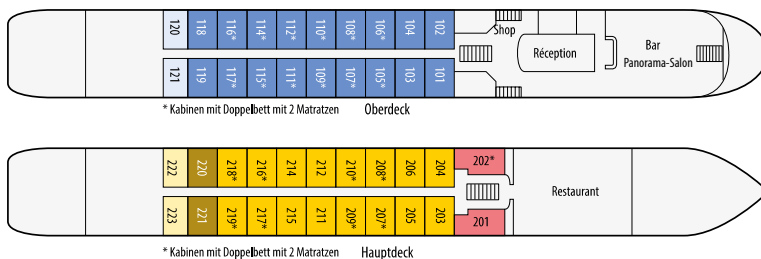 120 118 116* 114* 112* 110* 108* 106* 104 102
Shop
Réception
Bar
Panorama-Salon
121 119 117* 115* 111* 109* 107* 105* 103 101
* Kabinen mit Doppelbett mit 2 Matratzen Oberdeck
222 220 218* 216* 214 212 210* 208* 206 204 202*
Restaurant
223 221 219* 217* 215 211 209* 207* 205 203 201
* Kabinen mit Doppelbett mit 2 Matratzen Hauptdeck